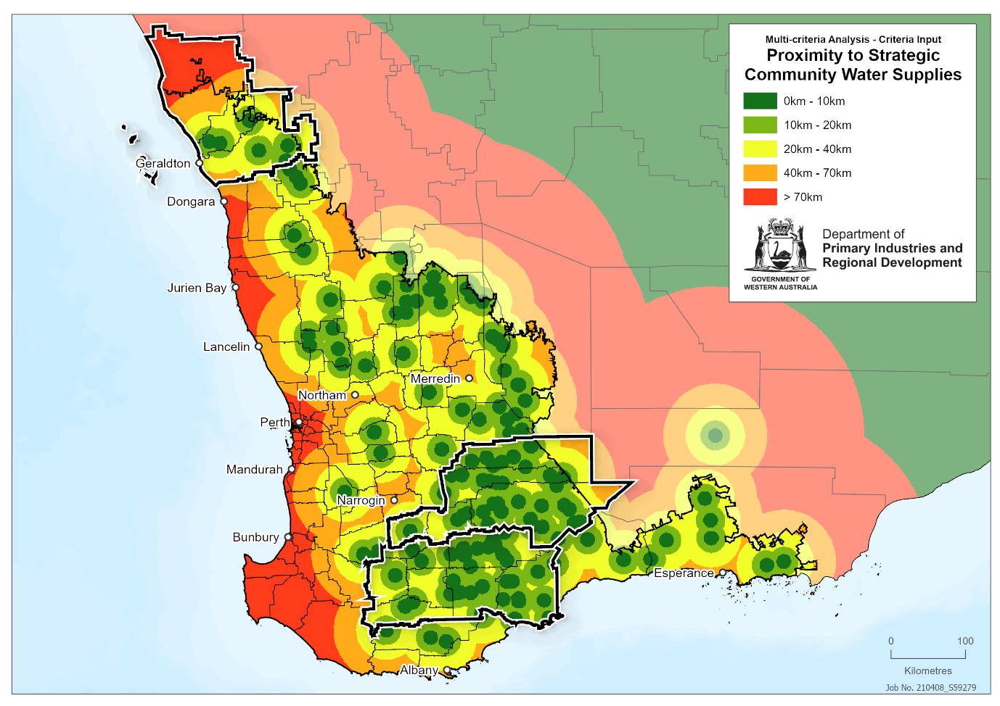 Multi-criteria Analysis - Criteria Input
Proximity to Strategic
Community Water Supplies
0km - 10km
10km - 20km
20km - 40km
40km - 70km
> 70km
Department of
Primary Industries and
Regional Development
GOVERNMENT OF
WESTERN AUSTRALIA
Geraldton
Dongara
Jurien Bay
Lancelin
Merredin
Northam
Perth
Mandurah
Narrogin
Bunbury
Esperance
Albany
0 100
Kilometres
Job No. 210408_S59279